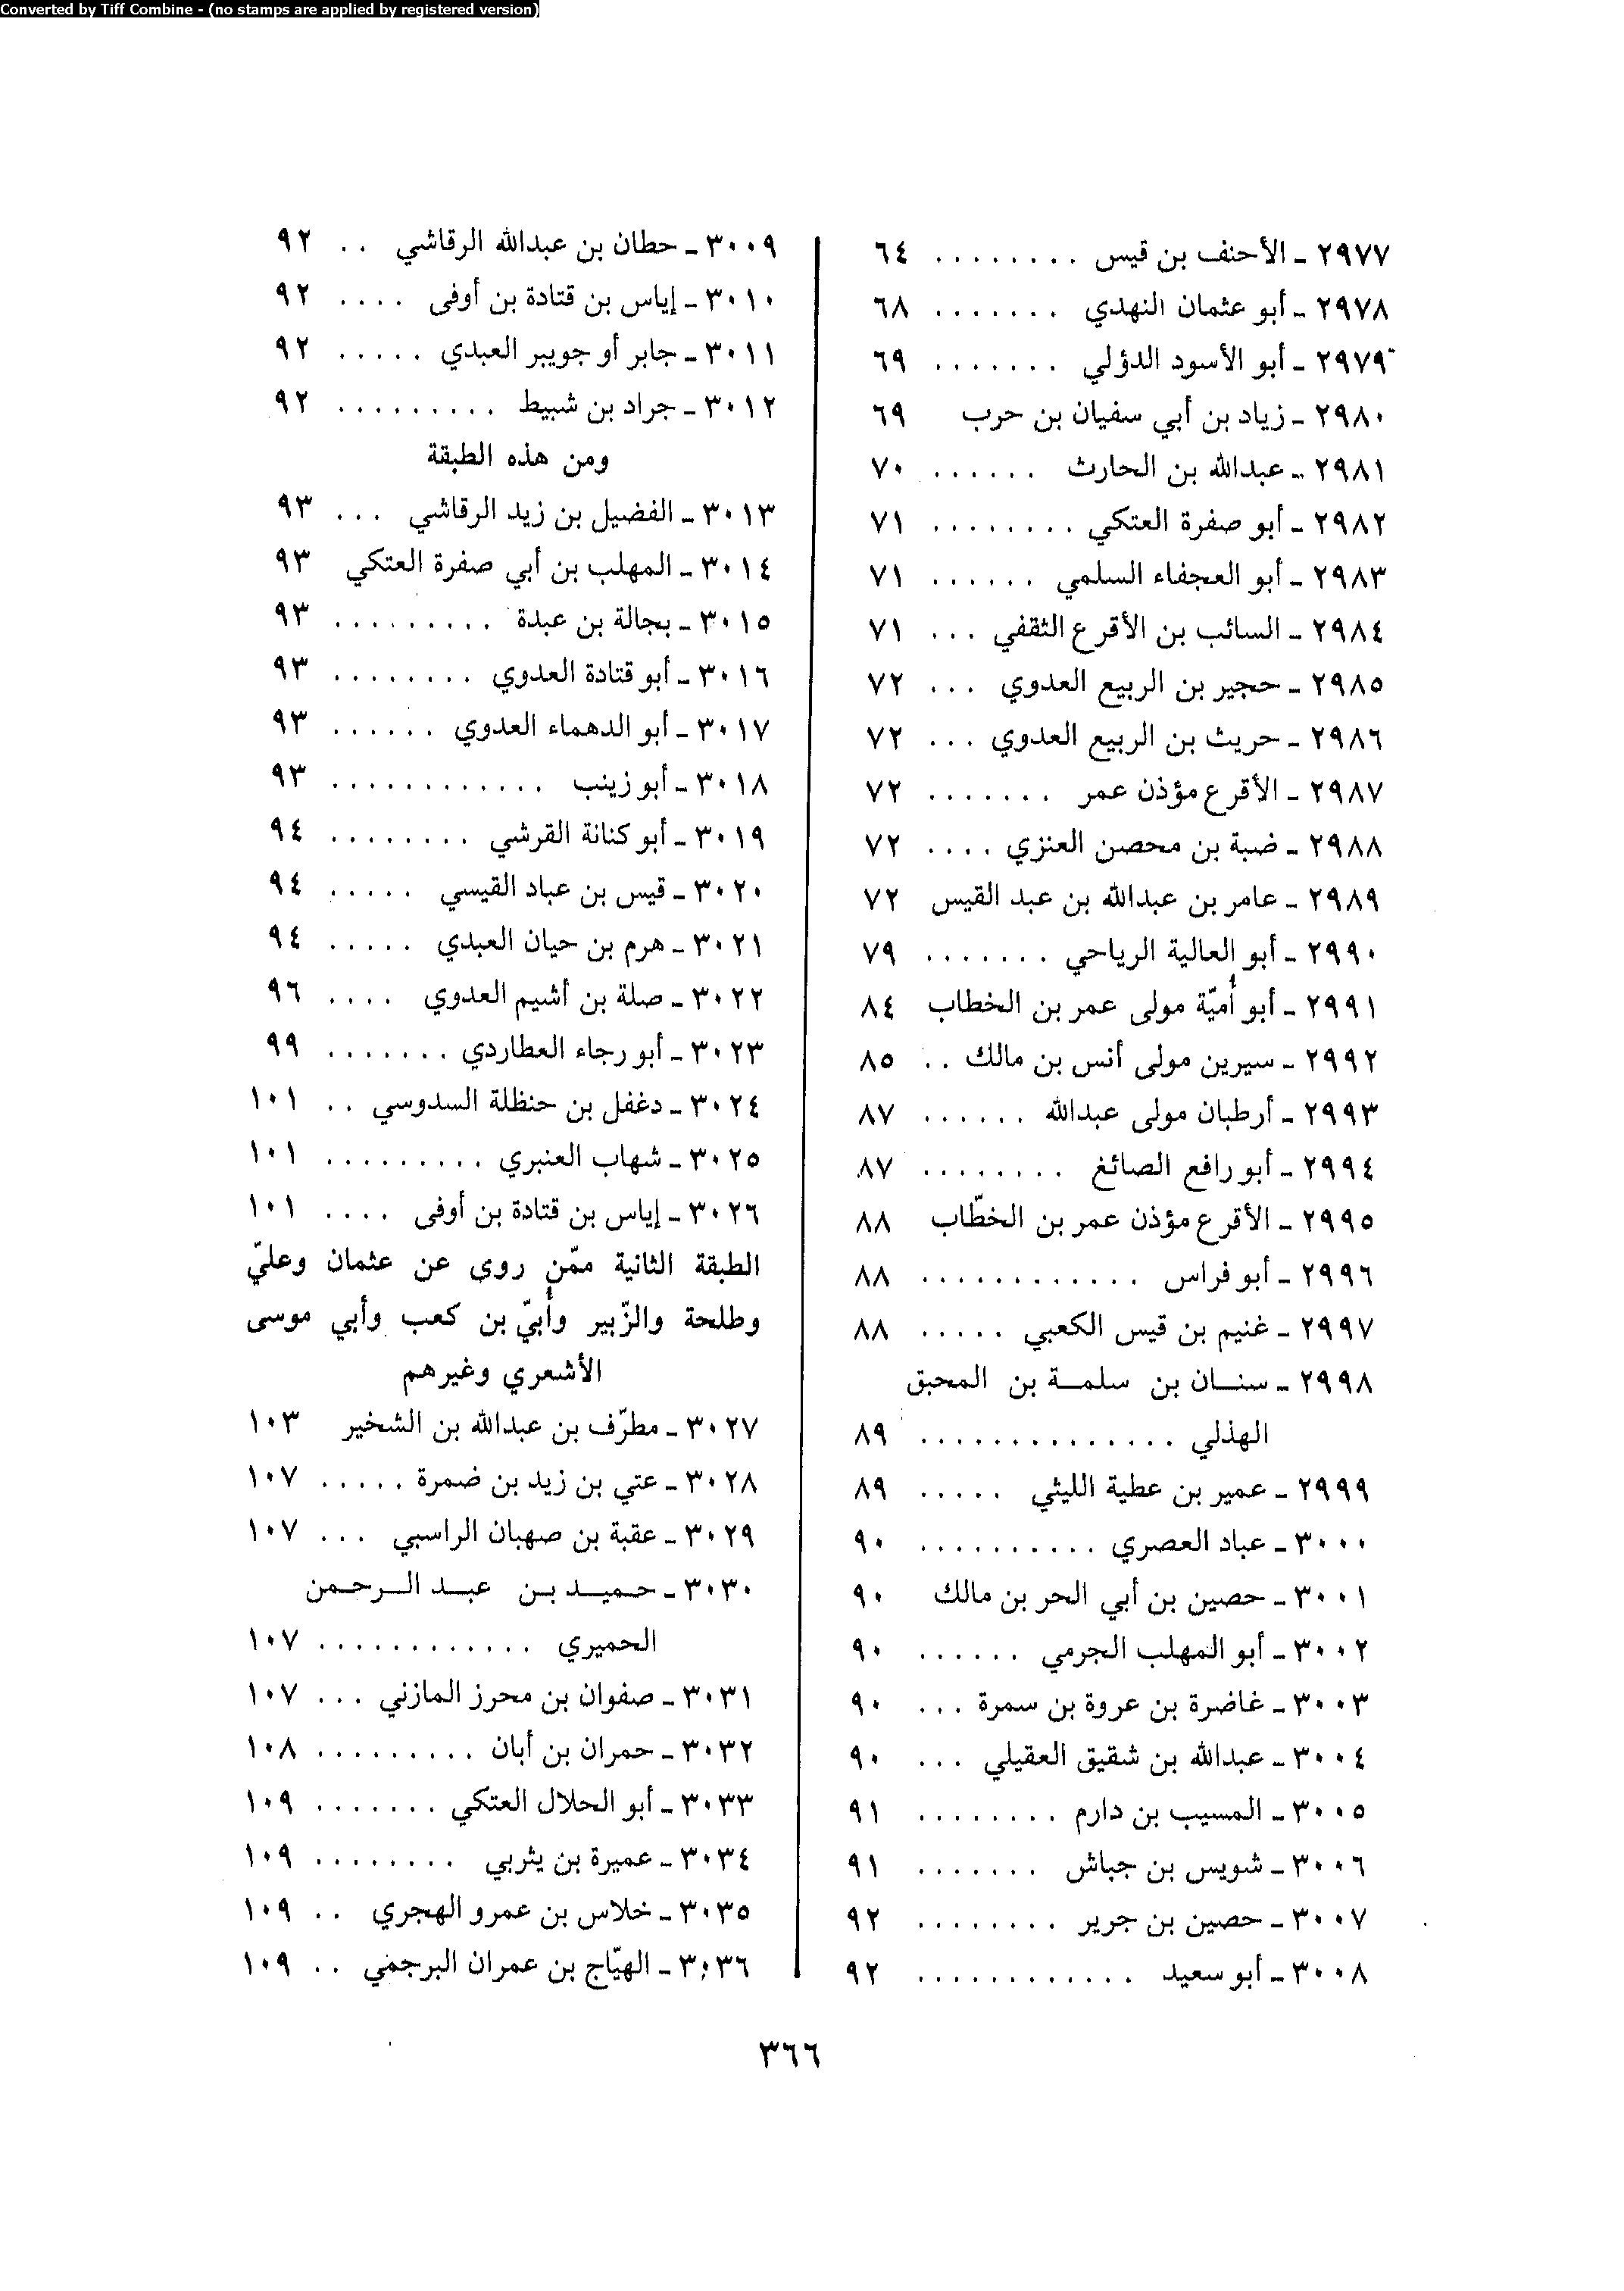 Converted by Tiff Combine - (no stamps are applied by registered version)
٢٩٧٧ - الأحنف بن قيس ........ ٦٤
٢٩٧٨ - أبو عثمان النهدي ....... ٦٨
٢٩٧٩ - أبو الأسود الدؤلي ....... ٦٩
٢٩٨٠ - زياد بن أبي سفيان بن حرب ٦٩
٢٩٨١ - عبدالله بن الحارث ...... ٧٠
٢٩٨٢ - أبو صفرة العتكي ........ ٧١
٢٩٨٣ - أبو العجفاء السلمي ...... ٧١
٢٩٨٤ - السائب بن الأقرع الثقفي ... ٧١
٢٩٨٥ - حجير بن الربيع العدوي ... ٧٢
٢٩٨٦ - حريث بن الربيع العدوي ... ٧٢
٢٩٨٧ - الأقرع مؤذن عمر ....... ٧٢
٢٩٨٨ - ضبة بن محصن العنزي .... ٧٢
٢٩٨٩ - عامر بن عبدالله بن عبد القيس ٧٢
٢٩٩٠ - أبو العالية الرياحي ....... ٧٩
٢٩٩١ - أبو أُميّة مولى عمر بن الخطاب ٨٤
٢٩٩٢ - سيرين مولى أنس بن مالك .. ٨٥
٢٩٩٣ - أرطبان مولى عبدالله ...... ٨٧
٢٩٩٤ - أبو رافع الصائغ ........ ٨٧
٢٩٩٥ - الأقرع مؤذن عمر بن الخطّاب ٨٨
٢٩٩٦ - أبو فراس ............ ٨٨
٢٩٩٧ - غنيم بن قيس الكعبي ..... ٨٨
٢٩٩٨ - سنان بن سلمة بن المحبق
الهذلي .............. ٨٩
٢٩٩٩ - عمير بن عطية الليثي ..... ٨٩
٣٠٠٠ - عباد العصري .......... ٩٠
٣٠٠١ - حصين بن أبي الحر بن مالك ٩٠
٣٠٠٢ - أبو المهلب الجرمي ...... ٩٠
٣٠٠٣ - غاضرة بن عروة بن سمرة ... ٩٠
٣٠٠٤ - عبدالله بن شقيق العقيلي ... ٩٠
٣٠٠٥ - المسيب بن دارم ........ ٩١
٣٠٠٦ - شويس بن جباش ....... ٩١
٣٠٠٧ - حصين بن جرير ........ ٩٢
٣٠٠٨ - أبو سعيد ............ ٩٢
٣٠٠٩ - حطان بن عبدالله الرقاشي .. ٩٢
٣٠١٠ - إياس بن قتادة بن أوفى .... ٩٢
٣٠١١ - جابر أو جويبر العبدي ..... ٩٢
٣٠١٢ - جراد بن شبيط ......... ٩٢
ومن هذه الطبقة
٣٠١٣ - الفضيل بن زيد الرقاشي ... ٩٣
٣٠١٤ - المهلب بن أبي صفرة العتكي ٩٣
٣٠١٥ - بجالة بن عبدة ......... ٩٣
٣٠١٦ - أبو قتادة العدوي ........ ٩٣
٣٠١٧ - أبو الدهماء العدوي ...... ٩٣
٣٠١٨ - أبو زينب ............ ٩٣
٣٠١٩ - أبو كنانة القرشي ........ ٩٤
٣٠٢٠ - قيس بن عباد القيسي ..... ٩٤
٣٠٢١ - هرم بن حيان العبدي ..... ٩٤
٣٠٢٢ - صلة بن أشيم العدوي .... ٩٦
٣٠٢٣ - أبو رجاء العطاردي ....... ٩٩
٣٠٢٤ - دغفل بن حنظلة السدوسي .. ١٠١
٣٠٢٥ - شهاب العنبري ......... ١٠١
٣٠٢٦ - إياس بن قتادة بن أوفى .... ١٠١
الطبقة الثانية ممّن روى عن عثمان وعليّ
وطلحة والزّبير وأُبيّ بن كعب وأبي موسى
الأشعري وغيرهم
٣٠٢٧ - مطرّف بن عبدالله بن الشخير ١٠٣
٣٠٢٨ - عتي بن زيد بن ضمرة ..... ١٠٧
٣٠٢٩ - عقبة بن صهبان الراسبي ... ١٠٧
٣٠٣٠ - حميد بن عبد الرحمن
الحميري ............ ١٠٧
٣٠٣١ - صفوان بن محرز المازني ... ١٠٧
٣٠٣٢ - حمران بن أبان ......... ١٠٨
٣٠٣٣ - أبو الحلال العتكي ....... ١٠٩
٣٠٣٤ - عميرة بن يثربي ........ ١٠٩
٣٠٣٥ - خلاس بن عمرو الهجري .. ١٠٩
٣٠٣٦ - الهيّاج بن عمران البرجمي .. ١٠٩
٣٦٦